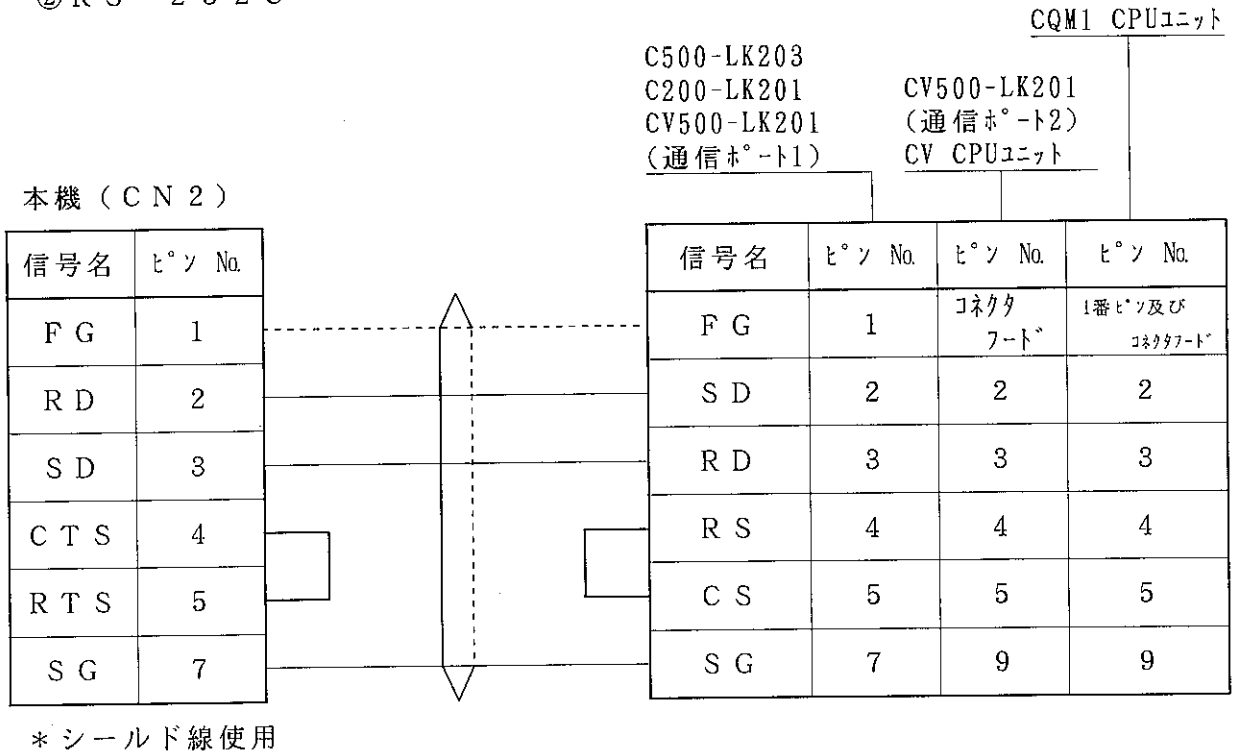 CQM1 CPUユニット
C500-LK203
C200-LK201
CV500-LK201
(通信ポート1)
CV500-LK201
(通信ポート2)
CV CPUユニット
本機(CN2)
信号名 ピン No.
FG 1
RD 2
SD 3
CTS 4
RTS 5
SG 7
信号名 ピン No. ピン No. ピン No.
FG 1 コネクタフード 1番ピン及びコネクタフード
SD 2 2 2
RD 3 3 3
RS 4 4 4
CS 5 5 5
SG 7 9 9
*シールド線使用